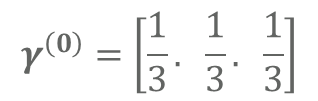 γ⁽⁰⁾ = [1/3. 1/3. 1/3]